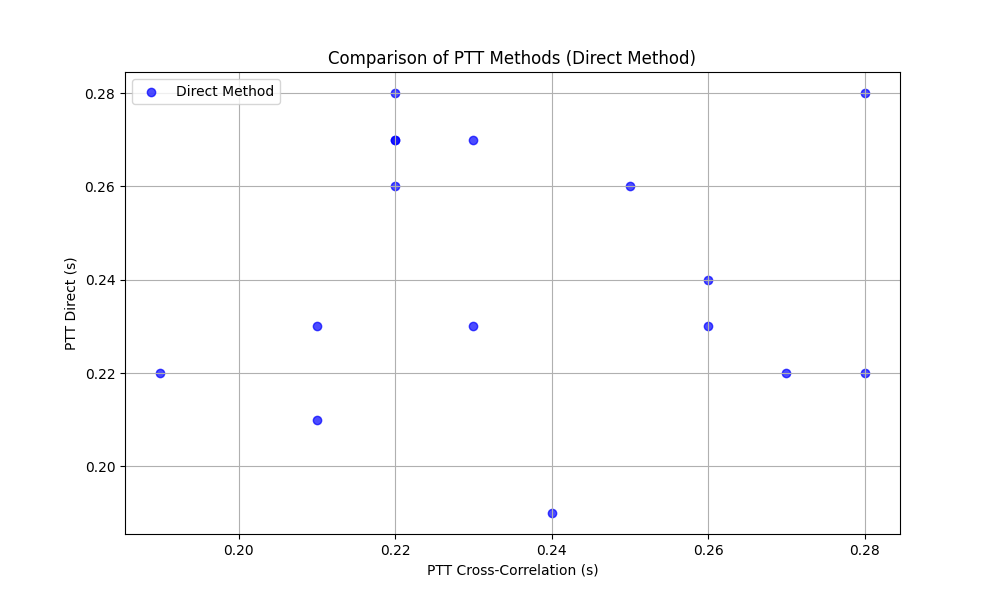 Comparison of PTT Methods (Direct Method)
Direct Method
PTT Direct (s)
0.28
0.26
0.24
0.22
0.20
0.20 0.22 0.24 0.26 0.28
PTT Cross-Correlation (s)